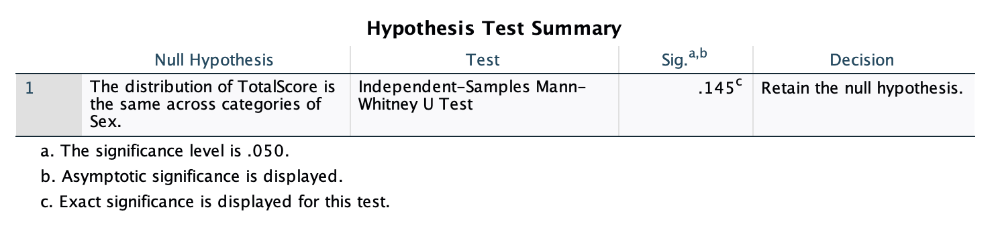 Hypothesis Test Summary
Null Hypothesis Test Sig.a,b Decision
1 The distribution of TotalScore is the same across categories of Sex. Independent-Samples Mann-Whitney U Test .145c Retain the null hypothesis.
a. The significance level is .050.
b. Asymptotic significance is displayed.
c. Exact significance is displayed for this test.